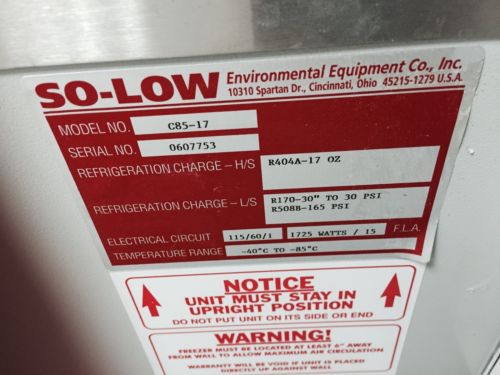 SO-LOW Environmental Equipment Co., Inc.
10310 Spartan Dr., Cincinnati, Ohio 45215-1279 U.S.A.
MODEL NO. C85-17
SERIAL NO. 0607753
REFRIGERATION CHARGE - H/S R404A-17 OZ
REFRIGERATION CHARGE - L/S R170-30" TO 30 PSI
R508B-165 PSI
ELECTRICAL CIRCUIT 115/60/1 1725 WATTS / 15 F.L.A.
TEMPERATURE RANGE -40°C TO -85°C
NOTICE
UNIT MUST STAY IN
UPRIGHT POSITION
DO NOT PUT UNIT ON ITS SIDE OR END
WARNING!
FREEZER MUST BE LOCATED AT LEAST 6" AWAY
FROM WALL TO ALLOW MAXIMUM AIR CIRCULATION
WARRANTY WILL BE VOID IF UNIT IS PLACED
DIRECTLY UP AGAINST WALL